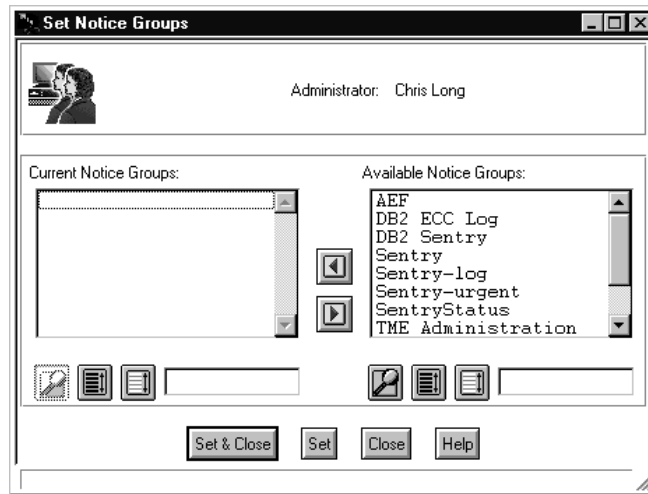 Set Notice Groups
Administrator: Chris Long
Current Notice Groups:
Available Notice Groups:
AEF
DB2 ECC Log
DB2 Sentry
Sentry
Sentry-log
Sentry-urgent
SentryStatus
TME Administration
Set & Close
Set
Close
Help